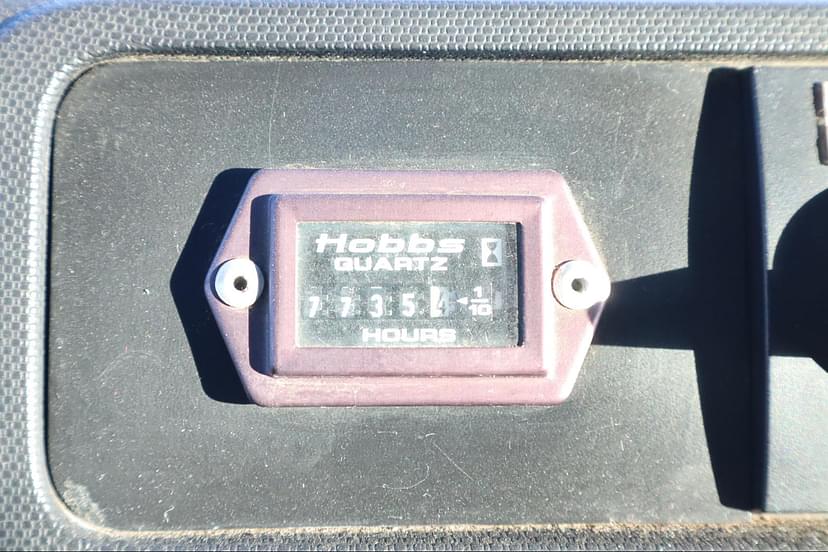 Hobbs
QUARTZ
7 7 3 5 4 ◄ 1/10
HOURS